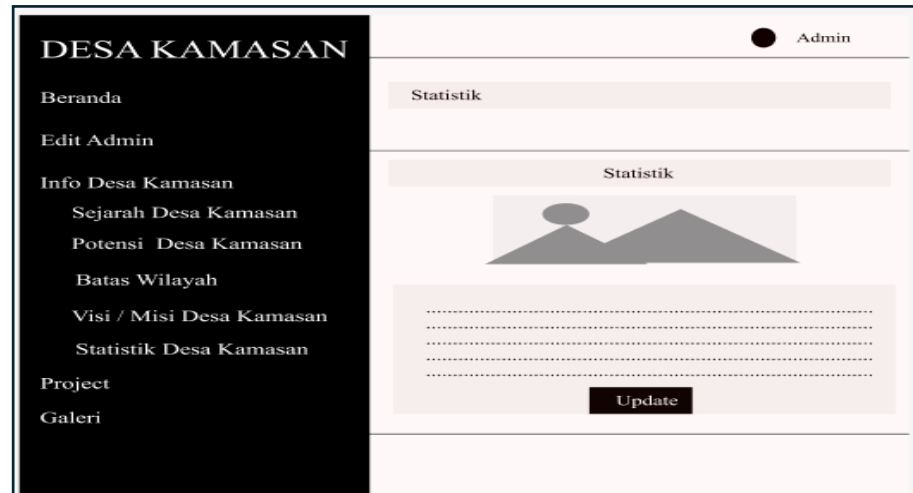 DESA KAMASAN
Beranda
Edit Admin
Info Desa Kamasan
Sejarah Desa Kamasan
Potensi Desa Kamasan
Batas Wilayah
Visi / Misi Desa Kamasan
Statistik Desa Kamasan
Project
Galeri
Admin
Statistik
Statistik
Update